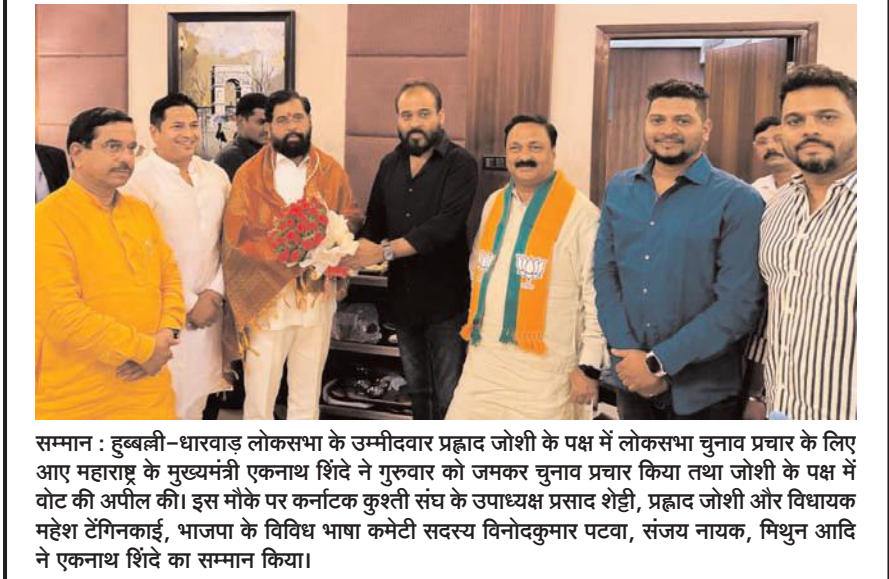 सम्मान : हुब्बल्ली-धारवाड़ लोकसभा के उम्मीदवार प्रह्लाद जोशी के पक्ष में लोकसभा चुनाव प्रचार के लिए
आए महाराष्ट्र के मुख्यमंत्री एकनाथ शिंदे ने गुरुवार को जमकर चुनाव प्रचार किया तथा जोशी के पक्ष में
वोट की अपील की। इस मौके पर कर्नाटक कुश्ती संघ के उपाध्यक्ष प्रसाद शेट्टी, प्रह्लाद जोशी और विधायक
महेश टेंगिनकाई, भाजपा के विविध भाषा कमेटी सदस्य विनोदकुमार पटवा, संजय नायक, मिथुन आदि
ने एकनाथ शिंदे का सम्मान किया।